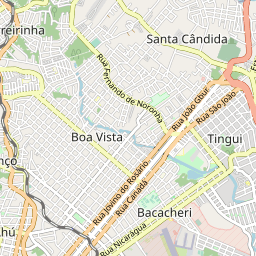 Santa Cândida
Rua Fernando de Noronha
Rua João Gbur
Rua São João
Boa Vista
Tingui
Rua Jovino do Rosário
Rua Canadá
Bacacheri
Rua Nicarágua